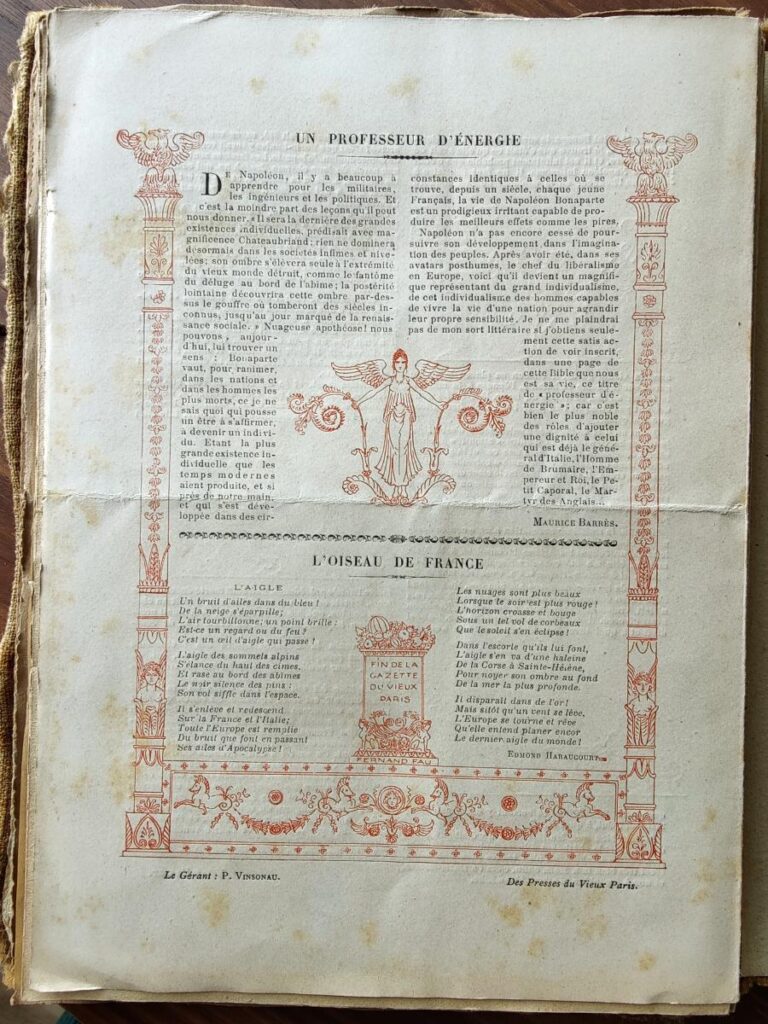 UN PROFESSEUR D'ÉNERGIE
DE Napoléon, il y a beaucoup à
apprendre pour les militaires,
les ingénieurs et les politiques. Et
c'est la moindre part des leçons qu'il peut
nous donner. « Il sera la dernière des grandes
existences individuelles, prédisait avec ma-
gnificence Chateaubriand; rien ne dominera
désormais dans les sociétés infimes et nive-
lées; son ombre s'élèvera seule à l'extrémité
du vieux monde détruit, comme le fantôme
du déluge au bord de l'abime; la postérité
lointaine découvrira cette ombre par-des-
sus le gouffre où tomberont des siècles in-
connus, jusqu'au jour marqué de la renais-
sance sociale. » Nuageuse apothéose! nous
pouvons, aujour-
d'hui, lui trouver un
sens : Bonaparte
vaut, pour ranimer,
dans les nations et
dans les hommes les
plus morts, ce je ne
sais quoi qui pousse
un être à s'affirmer,
à devenir un indivi-
du. Etant la plus
grande existence in-
dividuelle que les
temps modernes
aient produite, et si
près de notre main,
et qui s'est déve-
loppée dans des cir-
constances identiques à celles où se
trouve, depuis un siècle, chaque jeune
Français, la vie de Napoléon Bonaparte
est un prodigieux irritant capable de pro-
duire les meilleurs effets comme les pires,
Napoléon n'a pas encore cessé de pour-
suivre son développement dans l'imagina-
tion des peuples. Après avoir été, dans ses
avatars posthumes, le chef du libéralisme
en Europe, voici qu'il devient un magnifi-
que représentant du grand individualisme,
de cet individualisme des hommes capables
de vivre la vie d'une nation pour agrandir
leur propre sensibilité. Je ne me plaindrai
pas de mon sort littéraire si j'obtiens seule-
ment cette satis ac-
tion de voir inscrit,
dans une page de
cette Bible que nous
est sa vie, ce titre
de « professeur d'é-
nergie »; car c'est
bien le plus noble
des rôles d'ajouter
une dignité à celui
qui est déjà le géné-
ral d'Italie, l'Homme
de Brumaire, l'Em-
pereur et Roi, le Pe-
tit Caporal, le Mar-
tyr des Anglais...
MAURICE BARRÈS.
L'OISEAU DE FRANCE
L'AIGLE
Un bruit d'ailes dans du bleu !
De la neige s'éparpille;
L'air tourbillonne; un point brille :
Est-ce un regard ou du feu ?
C'est un œil d'aigle qui passe !
L'aigle des sommets alpins
S'élance du haut des cimes,
Et rase au bord des abîmes
Le noir silence des pins :
Son vol siffle dans l'espace.
Il s'enlève et redescend
Sur la France et l'Italie;
Toute l'Europe est remplie
Du bruit que font en passant
Ses ailes d'Apocalypse !
Les nuages sont plus beaux
Lorsque le soir est plus rouge !
L'horizon croasse et bouge
Sous un tel vol de corbeaux
Que le soleil s'en éclipse !
Dans l'escorte qu'ils lui font,
L'aigle s'en va d'une haleine
De la Corse à Sainte-Hélène,
Pour noyer son ombre au fond
De la mer la plus profonde.
Il disparaît dans de l'or !
Mais sitôt qu'un vent se lève,
L'Europe se tourne et rêve
Qu'elle entend planer encor
Le dernier aigle du monde !
EDMOND HARAUCOURT.
FIN DE LA
GAZETTE
DU VIEUX
PARIS
FERNAND FAU
Le Gérant : P. VINSONAU.
Des Presses du Vieux Paris.